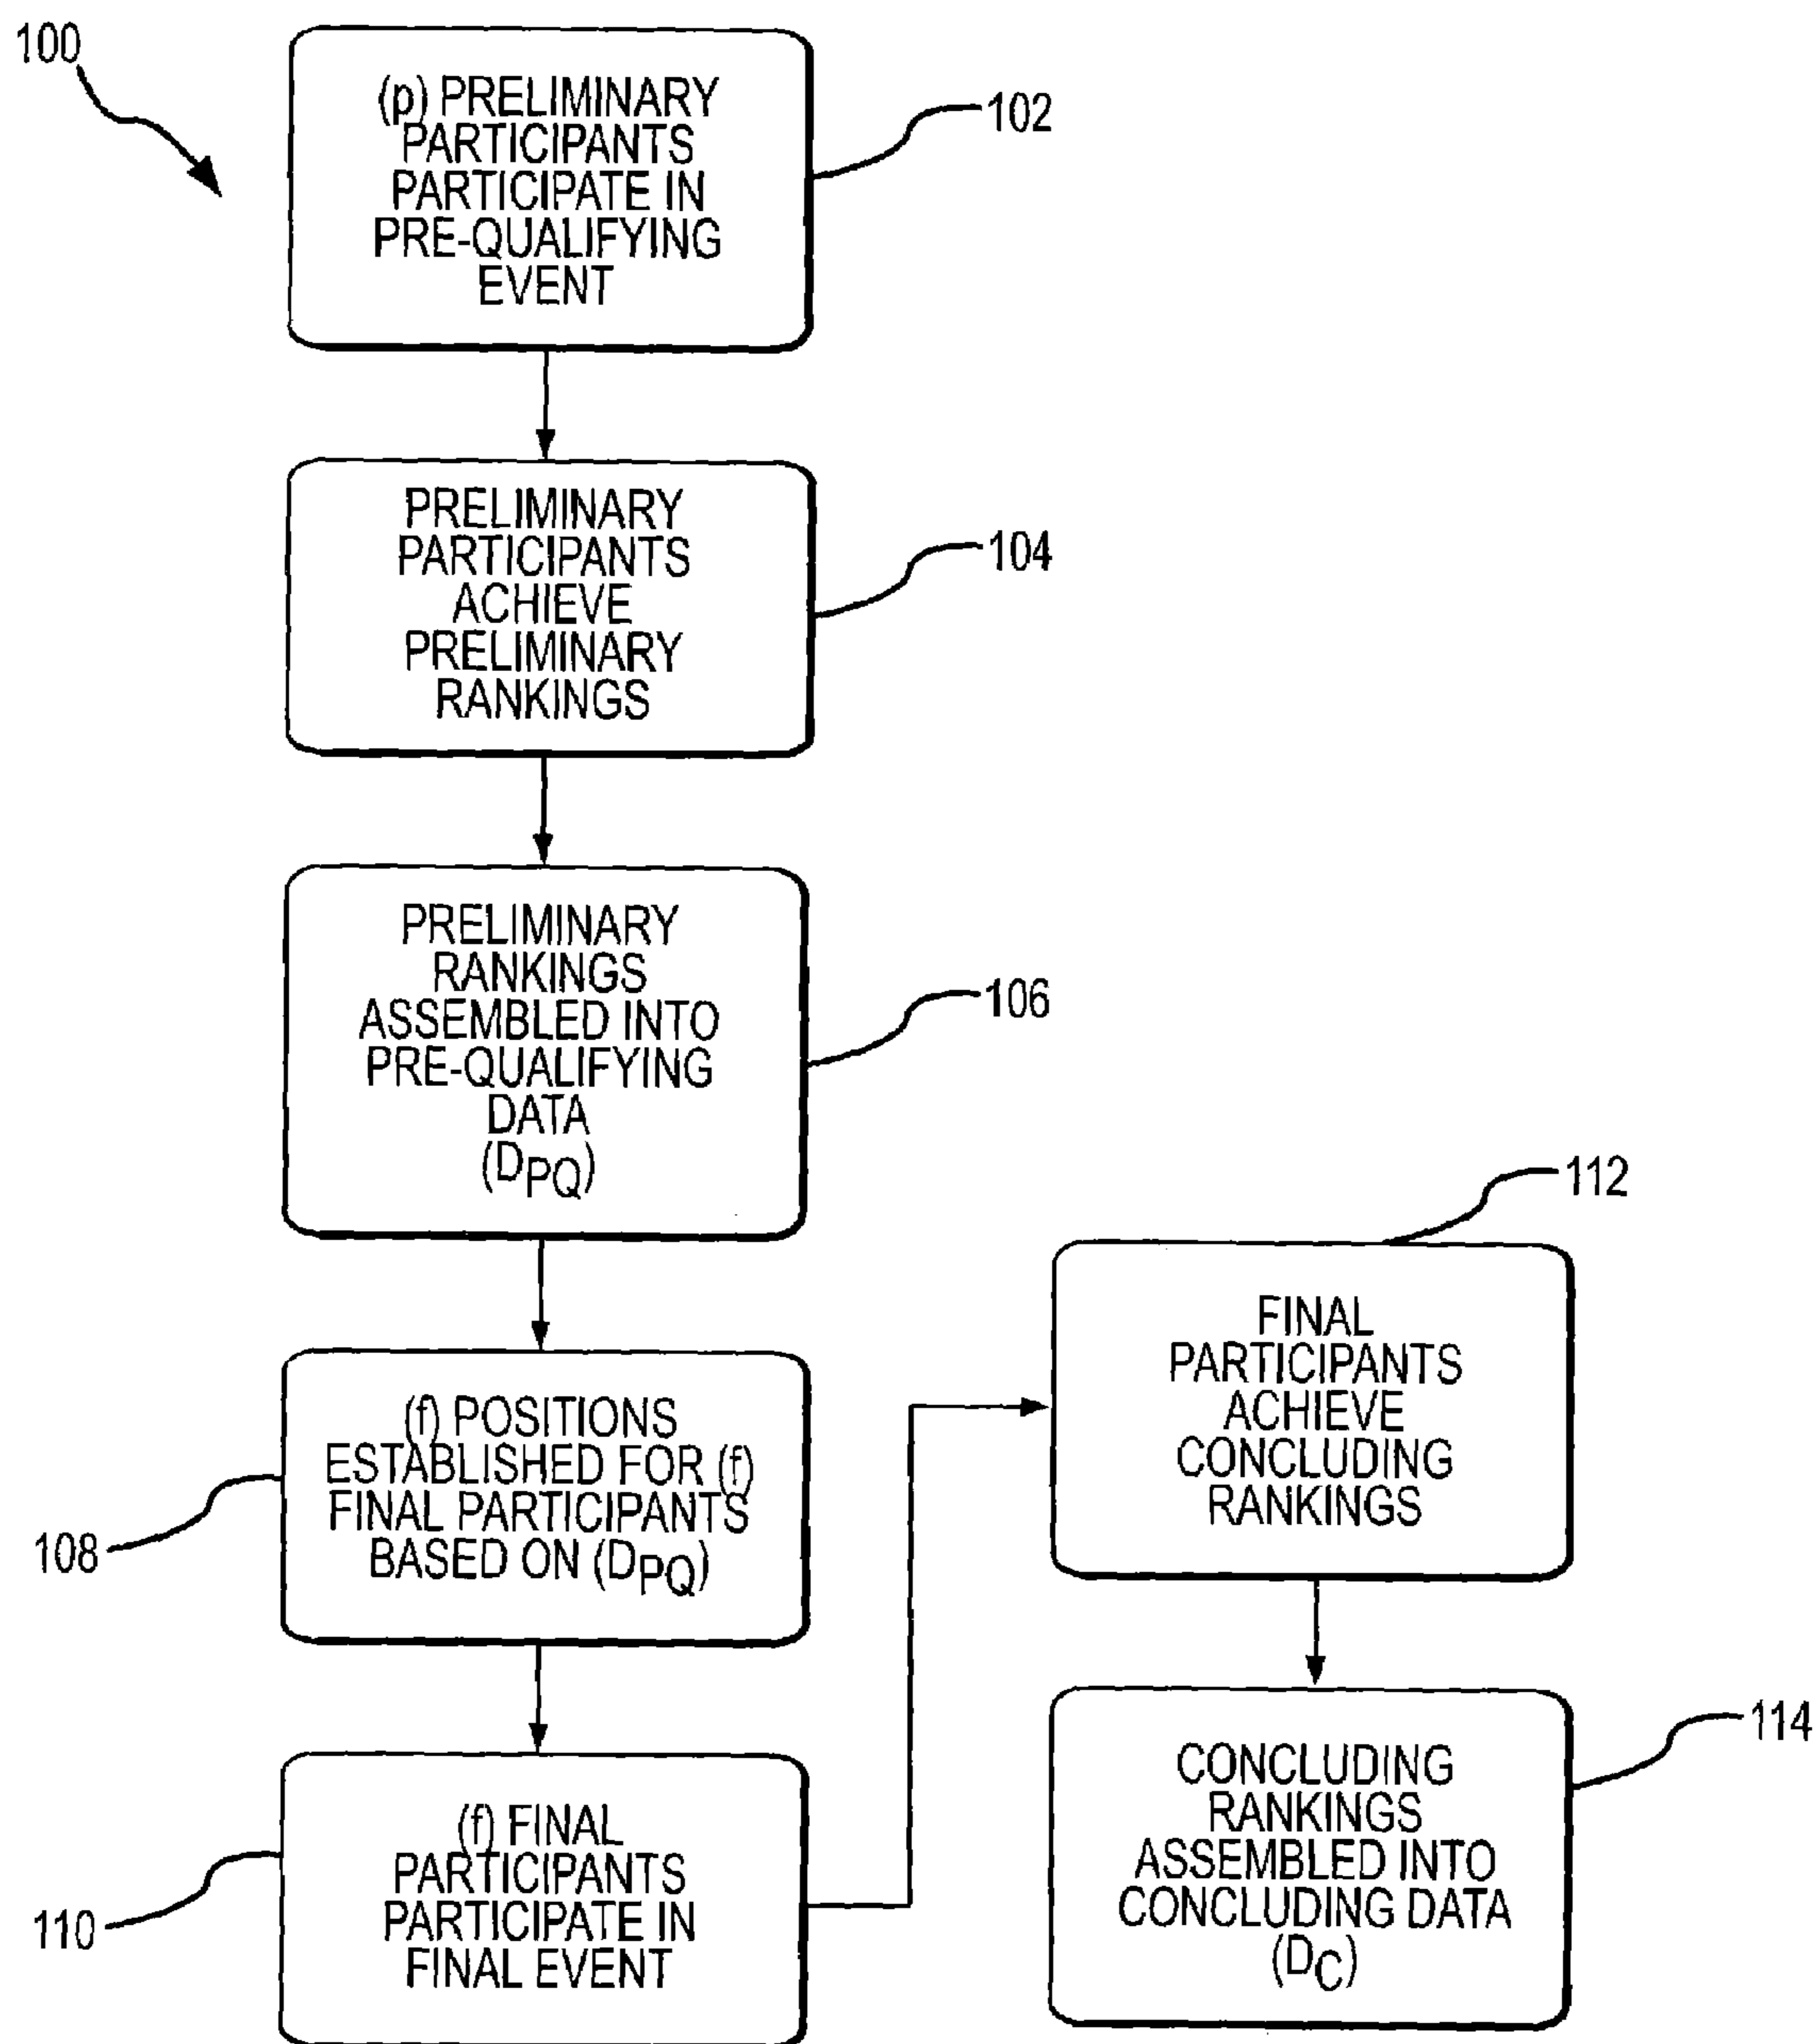 100
(p) PRELIMINARY
PARTICIPANTS
PARTICIPATE IN
PRE-QUALIFYING
EVENT
102
PRELIMINARY
PARTICIPANTS
ACHIEVE
PRELIMINARY
RANKINGS
104
PRELIMINARY
RANKINGS
ASSEMBLED INTO
PRE-QUALIFYING
DATA
(DPQ)
106
(f) POSITIONS
ESTABLISHED FOR (f)
FINAL PARTICIPANTS
BASED ON (DPQ)
108
(f) FINAL
PARTICIPANTS
PARTICIPATE IN
FINAL EVENT
110
112
FINAL
PARTICIPANTS
ACHIEVE
CONCLUDING
RANKINGS
CONCLUDING
RANKINGS
ASSEMBLED INTO
CONCLUDING DATA
(DC)
114